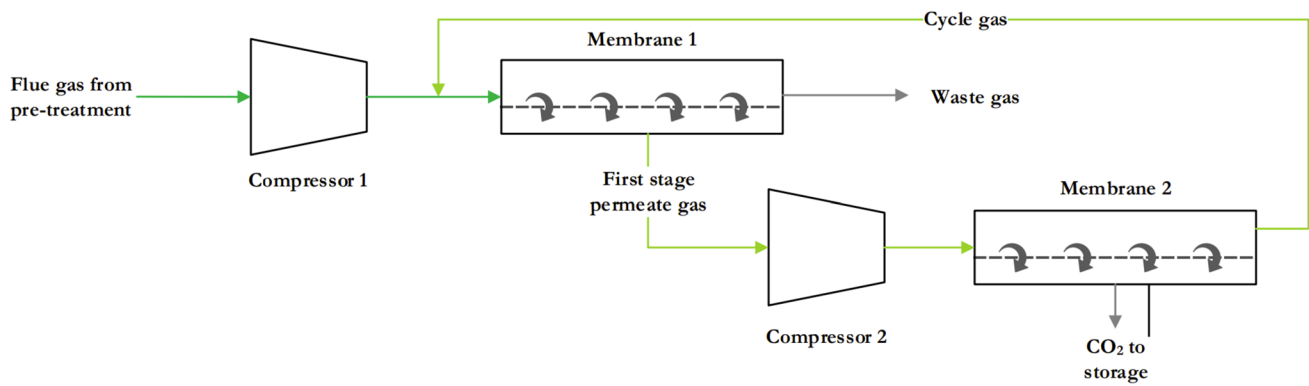 Cycle gas
Membrane 1
Flue gas from
pre-treatment
Waste gas
Compressor 1
First stage
permeate gas
Membrane 2
Compressor 2
CO₂ to
storage